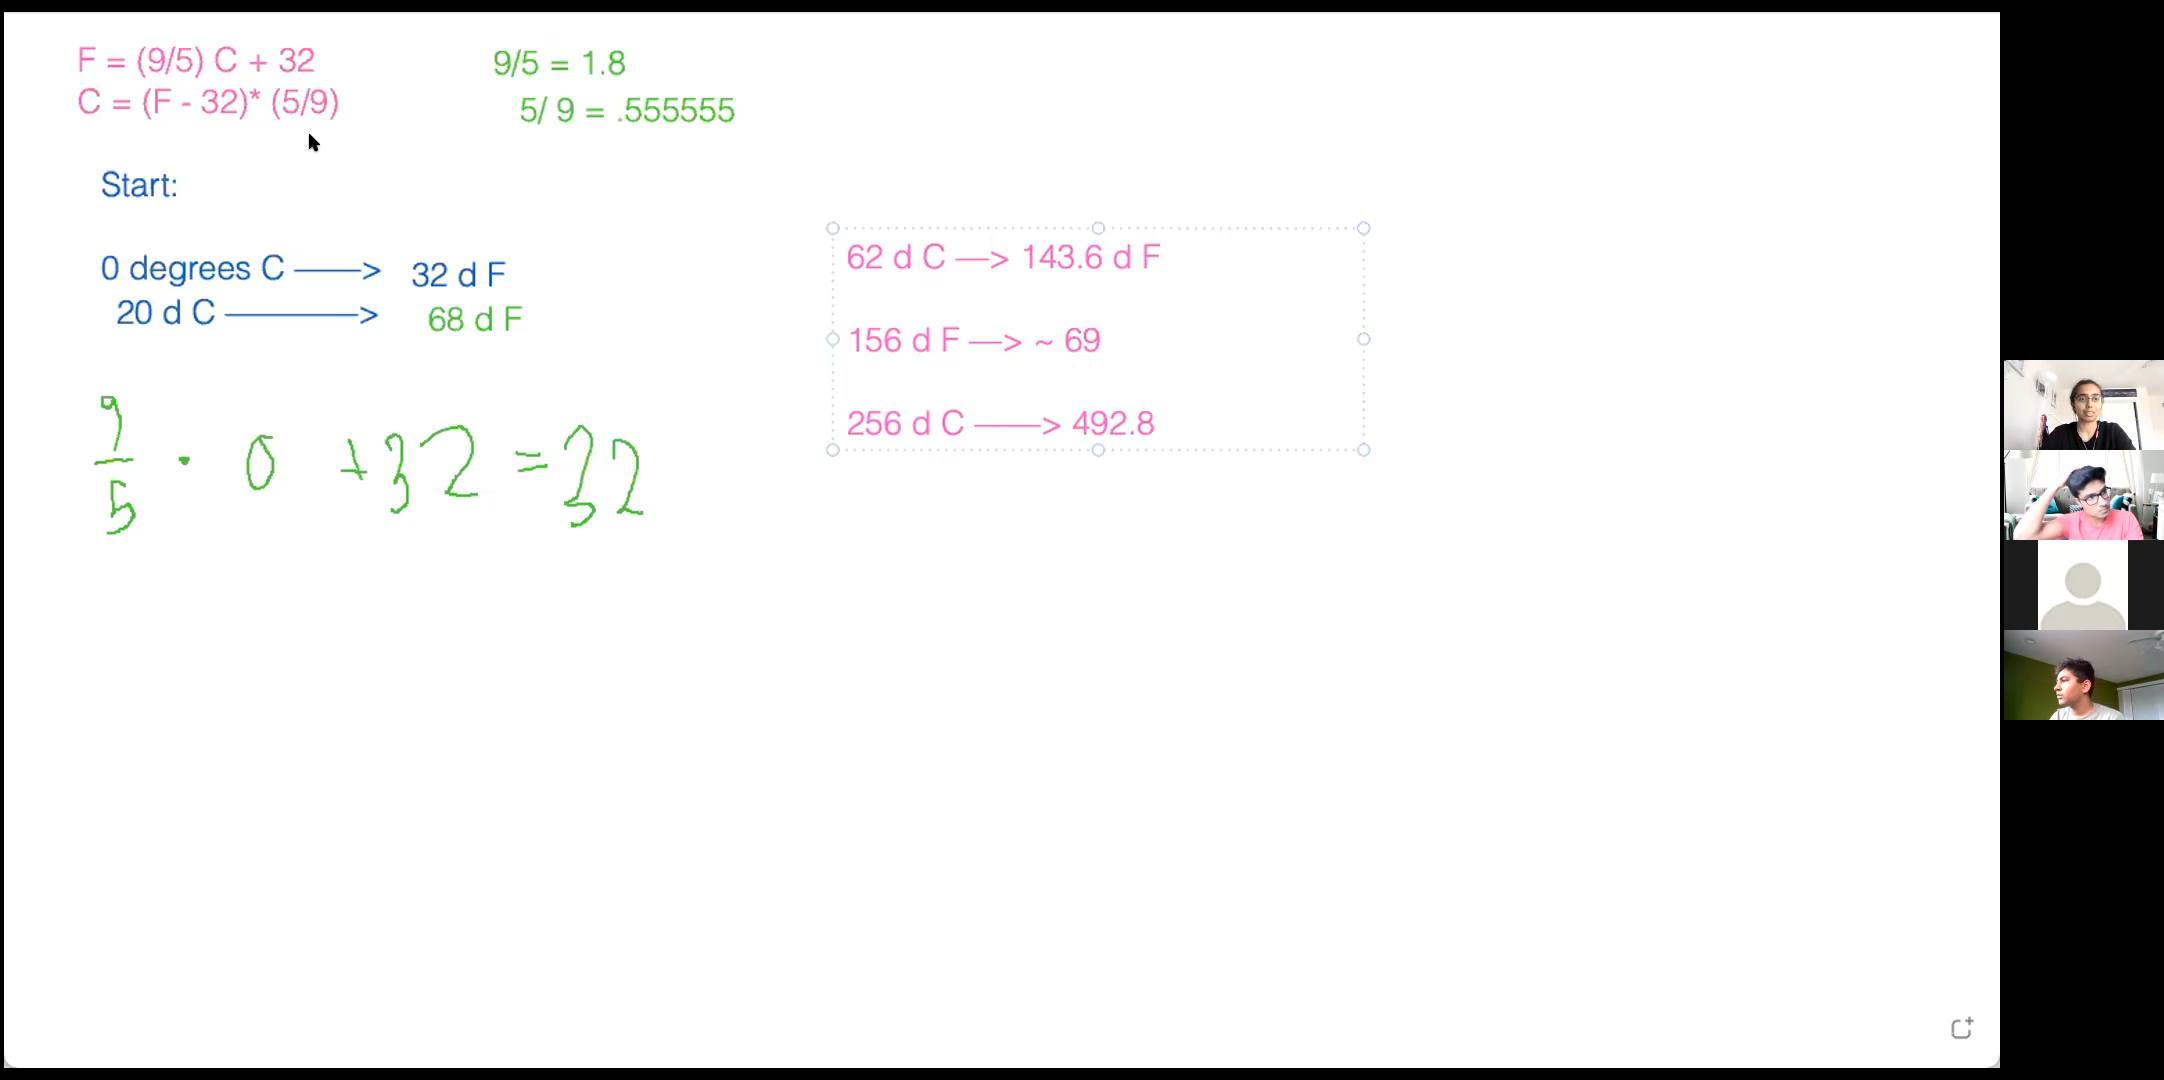 F = (9/5) C + 32
C = (F - 32)* (5/9)
9/5 = 1.8
5/ 9 = .555555
Start:
0 degrees C ——> 32 d F
20 d C ————> 68 d F
9/5 · 0 +32 = 32
62 d C —> 143.6 d F
156 d F —> ~ 69
256 d C ——> 492.8